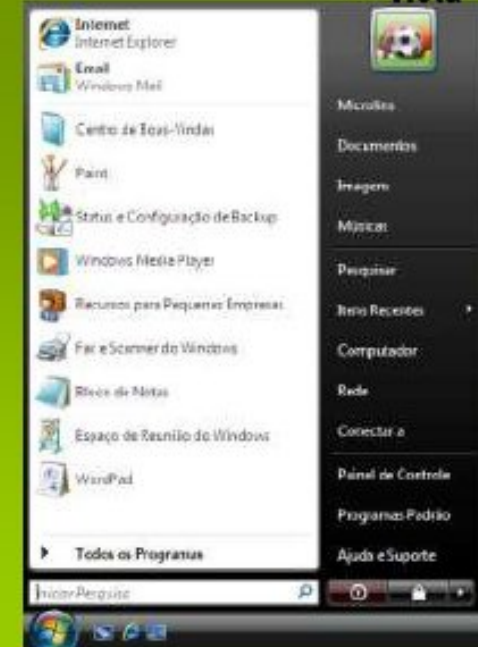 Vista
Internet
Internet Explorer
Email
Windows Mail
Centro de Boas-Vindas
Paint
Status e Configuração de Backup
Windows Media Player
Recursos para Pequenas Empresas
Fax e Scanner do Windows
Bloco de Notas
Espaço de Reunião do Windows
WordPad
Todos os Programas
Iniciar Pesquisa
Documentos
Imagens
Músicas
Pesquisar
Itens Recentes
Computador
Rede
Conectar a
Painel de Controle
Programas Padrão
Ajuda e Suporte